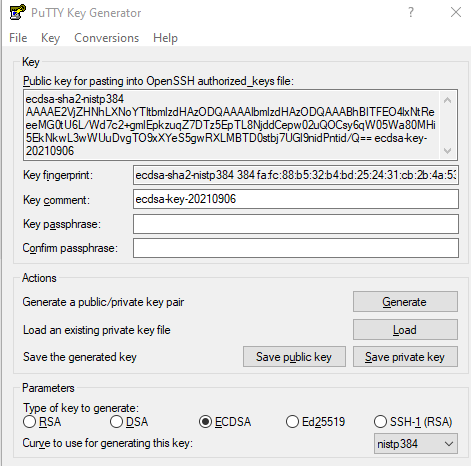 PuTTY Key Generator
File Key Conversions Help
Key
Public key for pasting into OpenSSH authorized_keys file:
ecdsa-sha2-nistp384
AAAAE2VjZHNhLXNoYTItbmlzdHAzODQAAAAIbmlzdHAzODQAAABhBITFEO4lxNtRe
eeMG0tU6L/Wd7c2+gmIEpkzuqZ7DTz5EpTL8NjddCepw02uQOCsy6qW05Wa80MHi
5EkNkwL3wWUuDvgTO9xXYeS5gwRXLMBTD0stbj7UGl9nidPntid/Q== ecdsa-key-
20210906
Key fingerprint:
ecdsa-sha2-nistp384 384 fa:fc:88:b5:32:b4:bd:25:24:31:cb:2b:4a:53
Key comment:
ecdsa-key-20210906
Key passphrase:
Confirm passphrase:
Actions
Generate a public/private key pair
Generate
Load an existing private key file
Load
Save the generated key
Save public key
Save private key
Parameters
Type of key to generate:
RSA DSA ECDSA Ed25519 SSH-1 (RSA)
Curve to use for generating this key:
nistp384